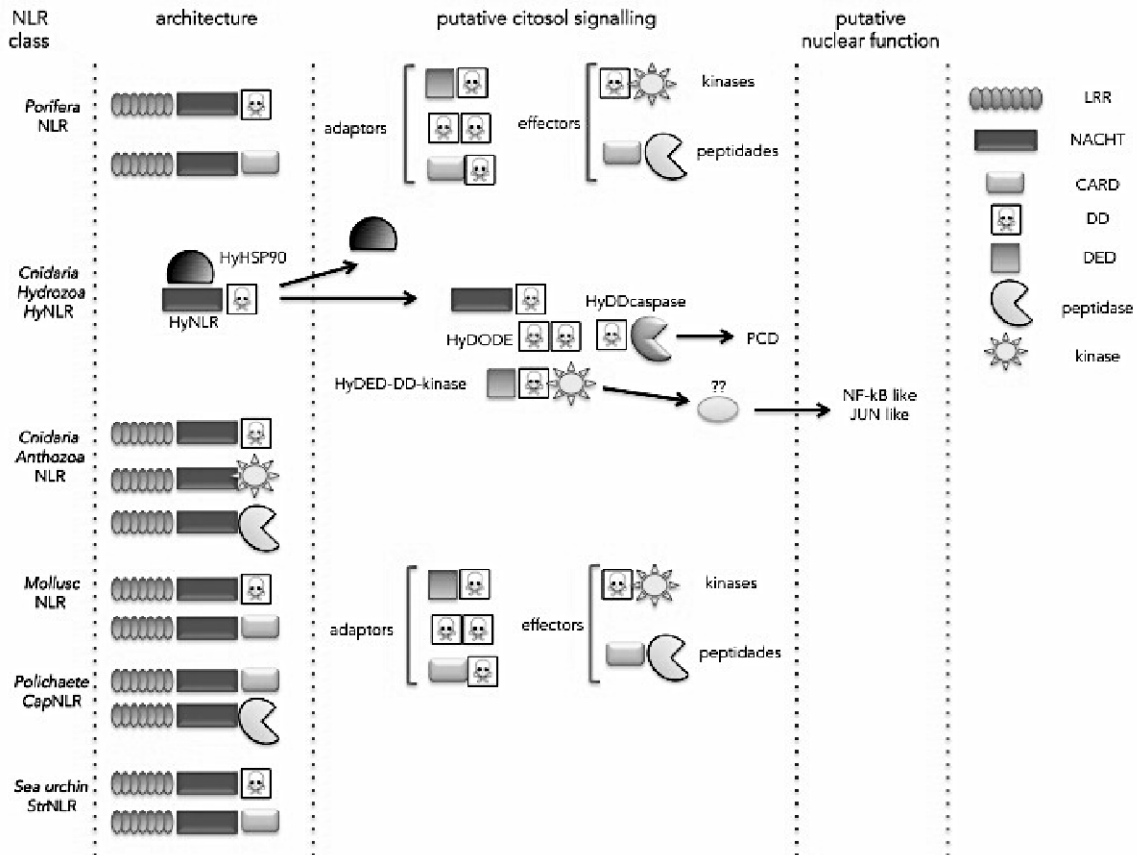 NLR
class
architecture
putative citosol signalling
putative
nuclear function
Porifera
NLR
adaptors
effectors
kinases
peptidades
LRR
NACHT
CARD
DD
DED
peptidase
kinase
Cnidaria
Hydrozoa
HyNLR
HyHSP90
HyNLR
HyDODE
HyDDcaspase
PCD
HyDED-DD-kinase
??
NF-kB like
JUN like
Cnidaria
Anthozoa
NLR
Mollusc
NLR
adaptors
effectors
kinases
peptidades
Polichaete
CapNLR
Sea urchin
StrNLR